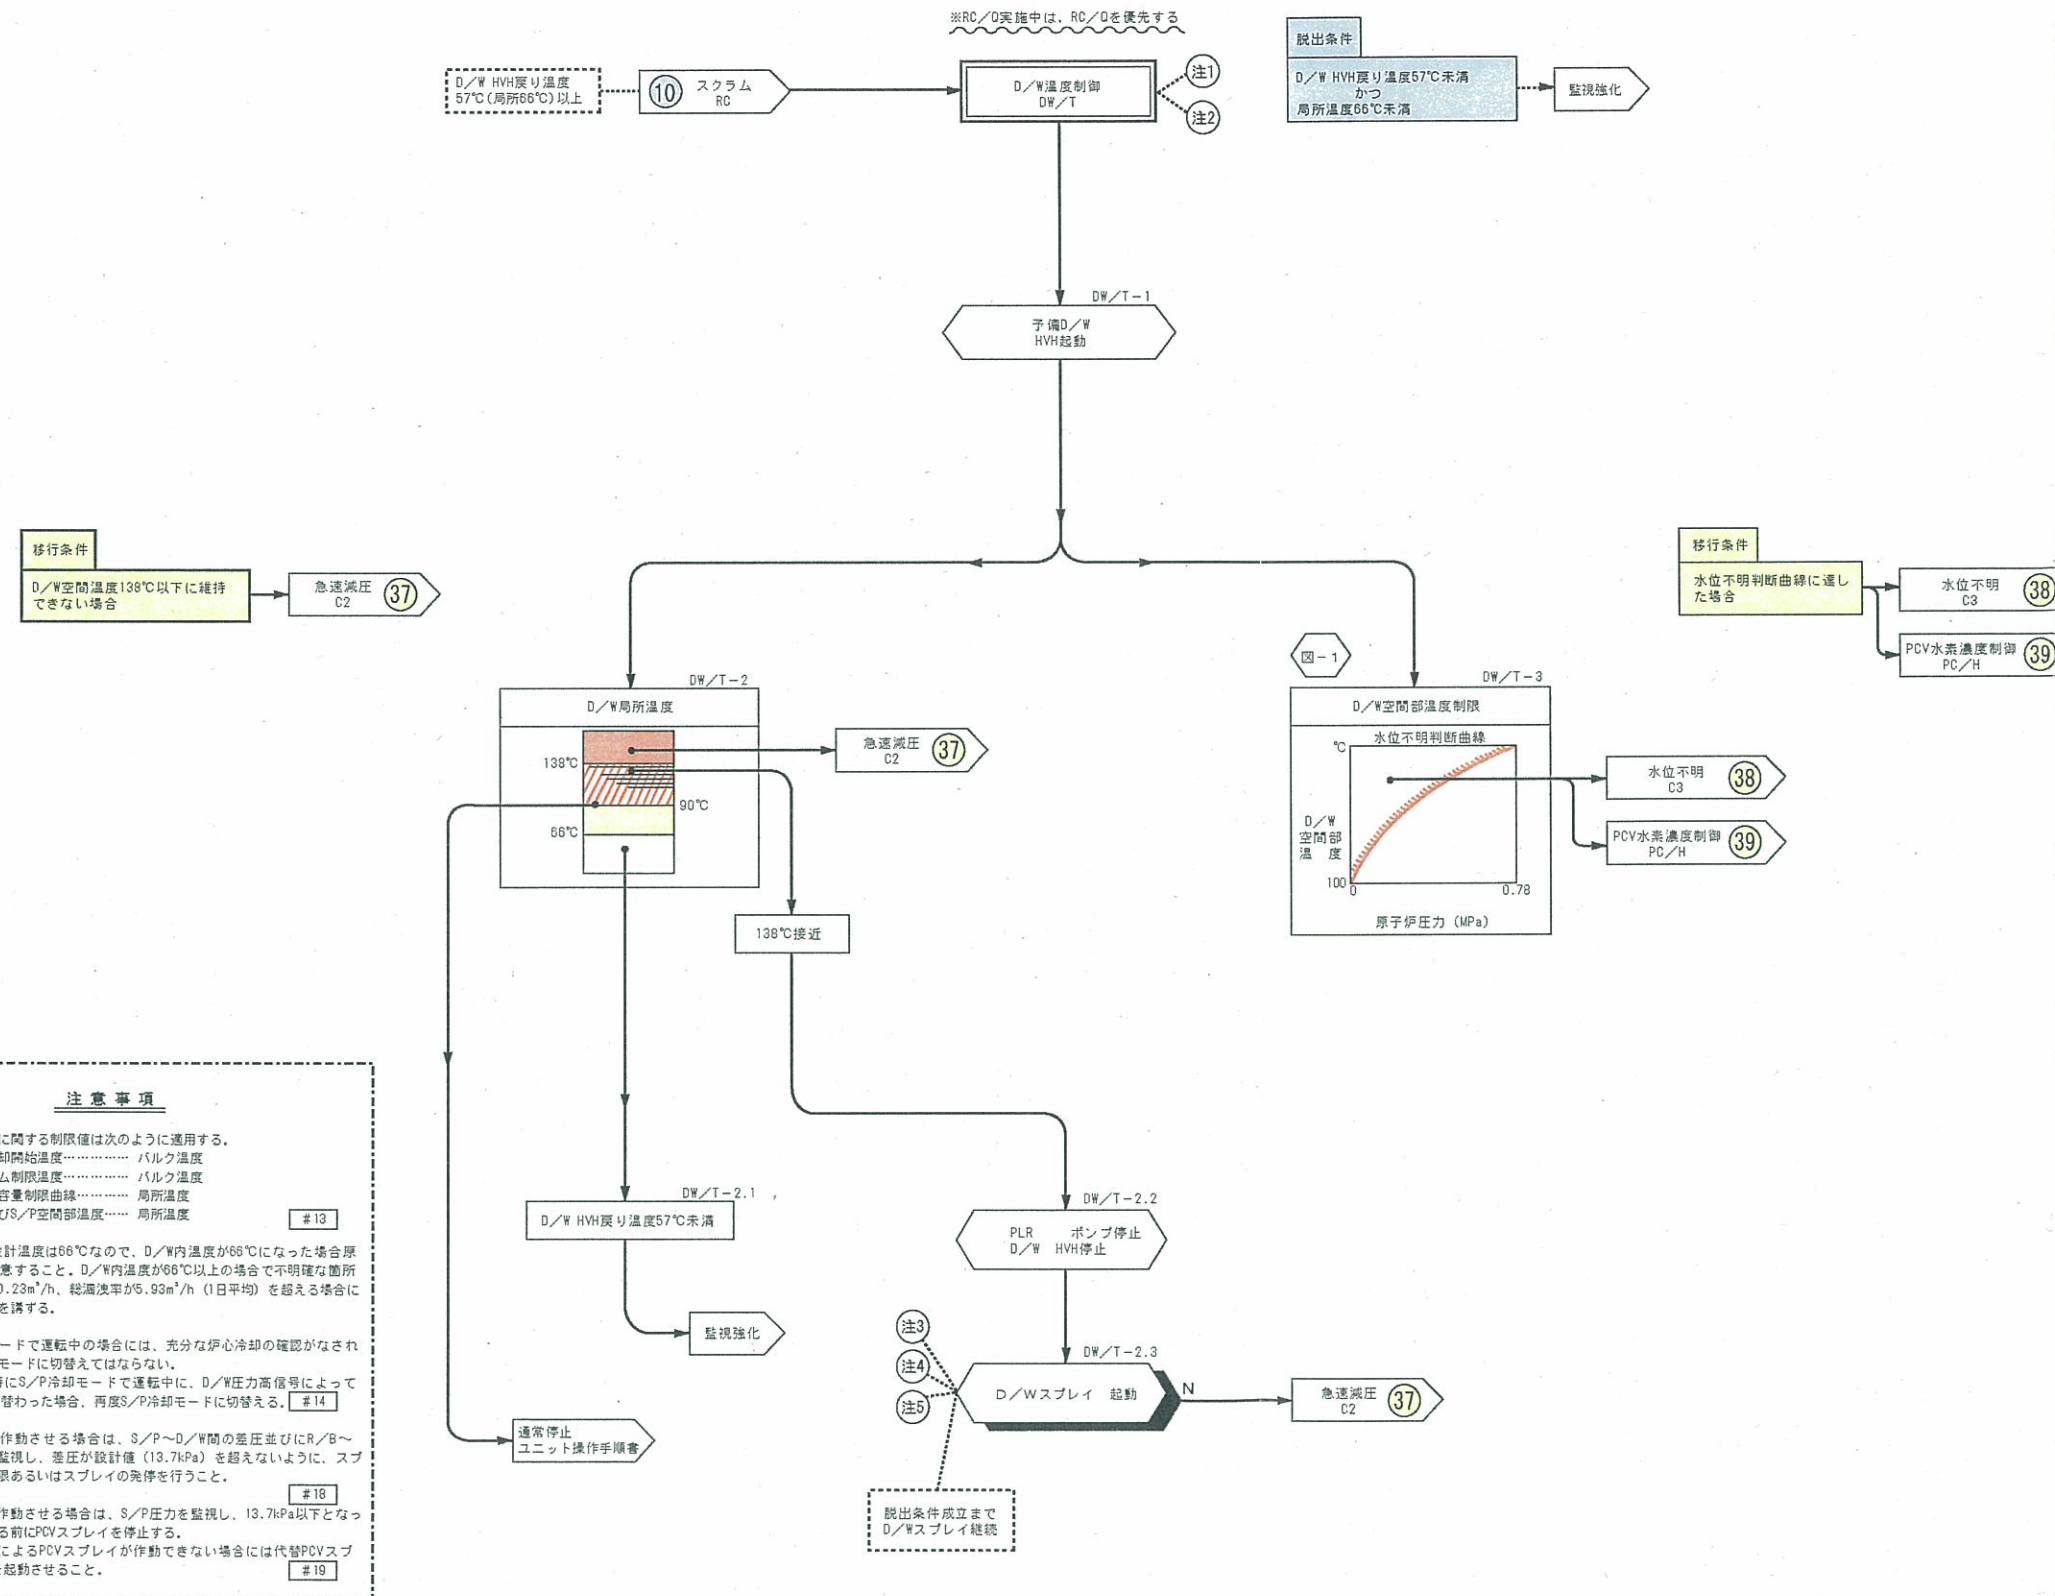 ※RC/Q実施中は、RC/Qを優先する
D/W HVH戻り温度
57℃(局所66℃)以上
10
スクラム
RC
D/W温度制御
DW/T
注1
注2
脱出条件
D/W HVH戻り温度57℃未満
かつ
局所温度66℃未満
監視強化
DW/T-1
予備D/W
HVH起動
移行条件
D/W空間温度138℃以下に維持
できない場合
急速減圧
C2
37
移行条件
水位不明判断曲線に達し
た場合
水位不明
C3
38
PCV水素濃度制御
PC/H
39
DW/T-2
D/W局所温度
138℃
90℃
66℃
急速減圧
C2
37
138℃接近
図-1
DW/T-3
D/W空間部温度制限
水位不明判断曲線
℃
D/W
空間部
温 度
100
0
0.78
原子炉圧力 (MPa)
水位不明
C3
38
PCV水素濃度制御
PC/H
39
DW/T-2.1
D/W HVH戻り温度57℃未満
監視強化
通常停止
ユニット操作手順書
DW/T-2.2
PLR ポンプ停止
D/W HVH停止
注3
注4
注5
DW/T-2.3
D/Wスプレイ 起動
N
急速減圧
C2
37
脱出条件成立まで
D/Wスプレイ継続
注意事項
に関する制限値は次のように適用する。
却開始温度………… バルク温度
ム制限温度………… バルク温度
容量制限曲線……… 局所温度
びS/P空間部温度…… 局所温度
#13
設計温度は66℃なので、D/W内温度が66℃になった場合原
意すること。D/W内温度が66℃以上の場合で不明確な箇所
0.23m³/h、総漏洩率が5.93m³/h (1日平均) を超える場合に
を講ずる。
ードで運転中の場合には、充分な炉心冷却の確認がなされ
モードに切替えてはならない。
時にS/P冷却モードで運転中に、D/W圧力高信号によって
替わった場合、再度S/P冷却モードに切替える。
#14
作動させる場合は、S/P～D/W間の差圧並びにR/B～
監視し、差圧が設計値 (13.7kPa) を超えないように、スプ
限あるいはスプレイの発停を行うこと。
#18
作動させる場合は、S/P圧力を監視し、13.7kPa以下となっ
る前にPCVスプレイを停止する。
によるPCVスプレイが作動できない場合には代替PCVスプ
を起動させること。
#19